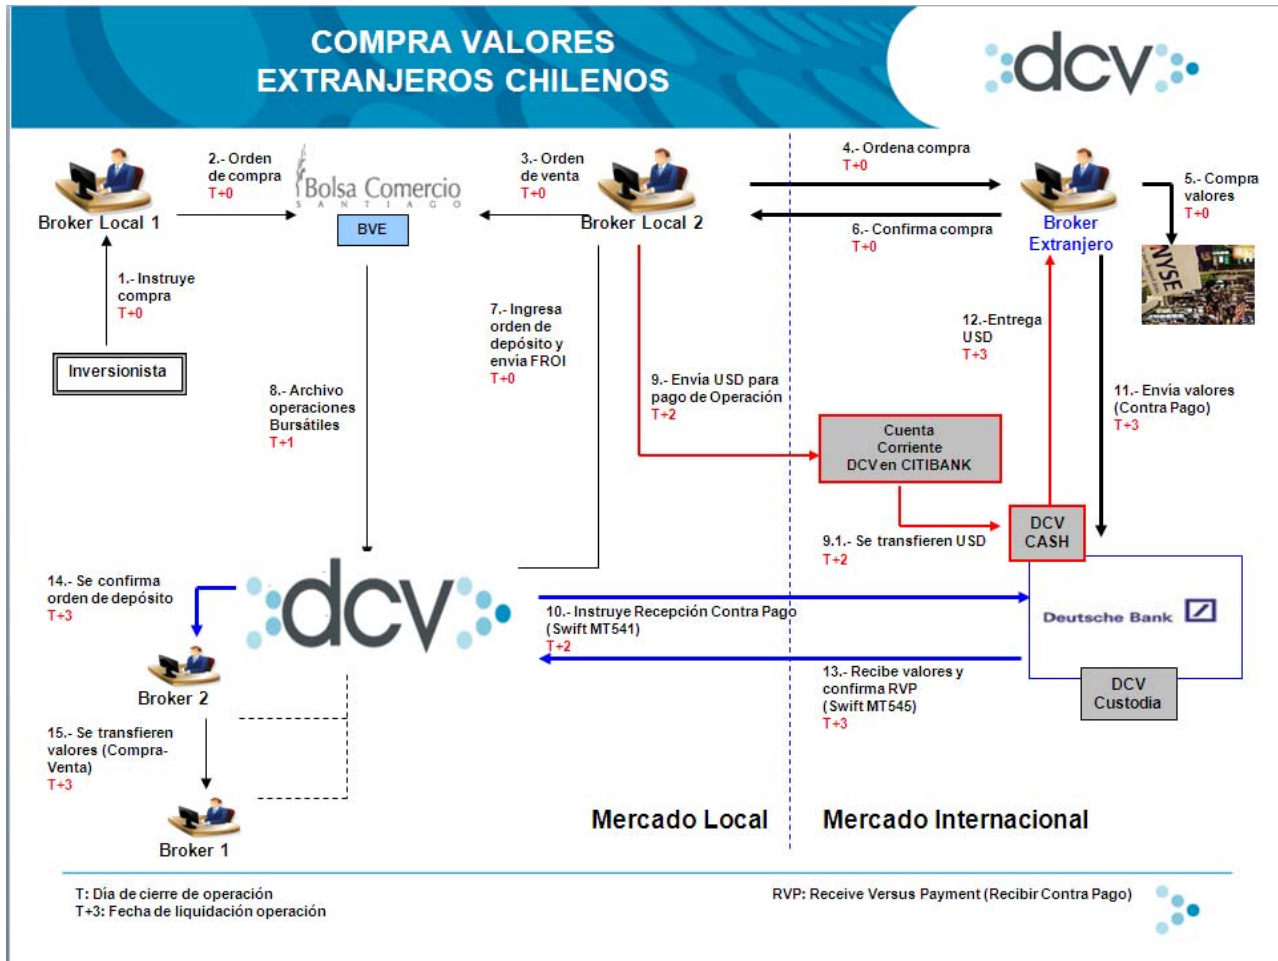 COMPRA VALORES
EXTRANJEROS CHILENOS
dcv
Broker Local 1
2.- Orden
de compra
T+0
Bolsa Comercio
SANTIAGO
BVE
3.- Orden
de venta
T+0
Broker Local 2
4.- Ordena compra
T+0
6.- Confirma compra
T+0
Broker
Extranjero
5.- Compra
valores
T+0
NYSE
1.- Instruye
compra
T+0
Inversionista
7.- Ingresa
orden de
depósito y
envía FROI
T+0
8.- Archivo
operaciones
Bursátiles
T+1
9.- Envía USD para
pago de Operación
T+2
12.-Entrega
USD
T+3
11.- Envía valores
(Contra Pago)
T+3
Cuenta
Corriente
DCV en CITIBANK
9.1.- Se transfieren USD
T+2
DCV
CASH
14.- Se confirma
orden de depósito
T+3
dcv
10.- Instruye Recepción Contra Pago
(Swift MT541)
T+2
Deutsche Bank
13.- Recibe valores y
confirma RVP
(Swift MT545)
T+3
DCV
Custodia
Broker 2
15.- Se transfieren
valores (Compra-
Venta)
T+3
Broker 1
Mercado Local
Mercado Internacional
T: Día de cierre de operación
T+3: Fecha de liquidación operación
RVP: Receive Versus Payment (Recibir Contra Pago)